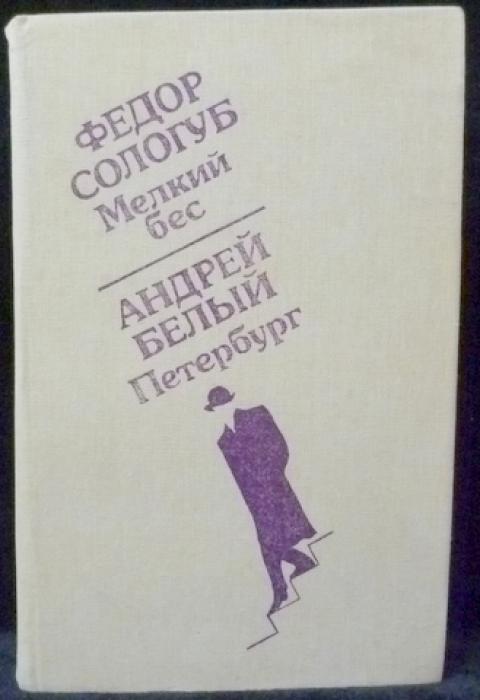 ФЕДОР
СОЛОГУБ
Мелкий
бес
АНДРЕЙ
БЕЛЫЙ
Петербург